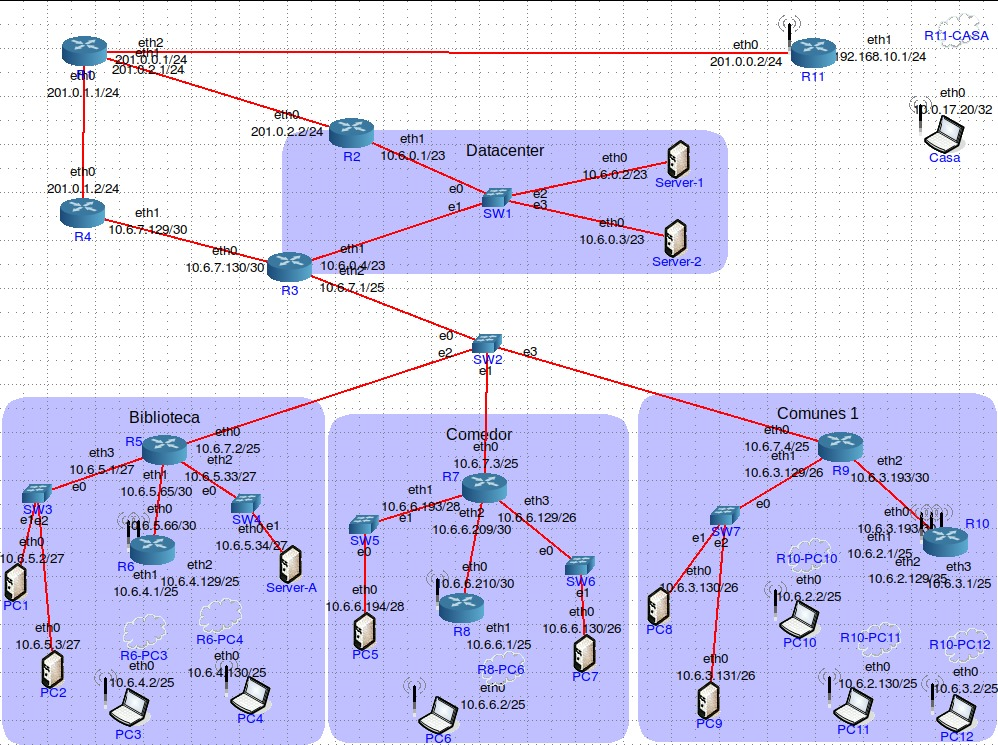 eth2
201.0.0.1/24
eth1
201.0.2.1/24
eth0
201.0.1.1/24
eth0
201.0.0.2/24
eth1
192.168.10.1/24
R11
R11-CASA
eth0
10.0.17.20/32
Casa
eth0
201.0.2.2/24
R2
eth1
10.6.0.1/23
Datacenter
eth0
10.6.0.2/23
Server-1
e0
e1
e2
e3
SW1
eth0
10.6.0.3/23
Server-2
eth0
201.0.1.2/24
R4
eth1
10.6.7.129/30
eth0
10.6.7.130/30
R3
eth1
10.6.0.4/23
eth2
10.6.7.1/25
e0
e2
e3
SW2
e1
Biblioteca
R5
eth0
10.6.7.2/25
eth3
10.6.5.1/27
eth1
10.6.5.65/30
eth2
10.6.5.33/27
e0
SW3
e1
e2
eth0
10.6.5.2/27
PC1
eth0
10.6.5.3/27
PC2
eth0
10.6.5.66/30
R6
eth1
10.6.4.1/25
eth2
10.6.4.129/25
e0
SW4
e1
eth0
10.6.5.34/27
Server-A
R6-PC3
eth0
10.6.4.2/25
PC3
R6-PC4
eth0
10.6.4.130/25
PC4
Comedor
eth0
10.6.7.3/25
R7
eth1
10.6.6.193/28
eth2
10.6.6.209/30
eth3
10.6.6.129/26
e1
SW5
e0
eth0
10.6.6.194/28
PC5
eth0
10.6.6.210/30
R8
eth1
10.6.6.1/25
R8-PC6
eth0
10.6.6.2/25
PC6
e0
SW6
e1
eth0
10.6.6.130/26
PC7
Comunes 1
eth0
10.6.7.4/25
R9
eth1
10.6.3.129/26
eth2
10.6.3.193/30
e0
SW7
e1
e2
eth0
10.6.3.130/26
PC8
eth0
10.6.3.131/26
PC9
eth0
R10
eth1
10.6.2.1/25
eth2
10.6.2.129/25
eth3
10.6.3.1/25
R10-PC10
eth0
10.6.2.2/25
PC10
R10-PC11
eth0
10.6.2.130/25
PC11
R10-PC12
eth0
10.6.3.2/25
PC12